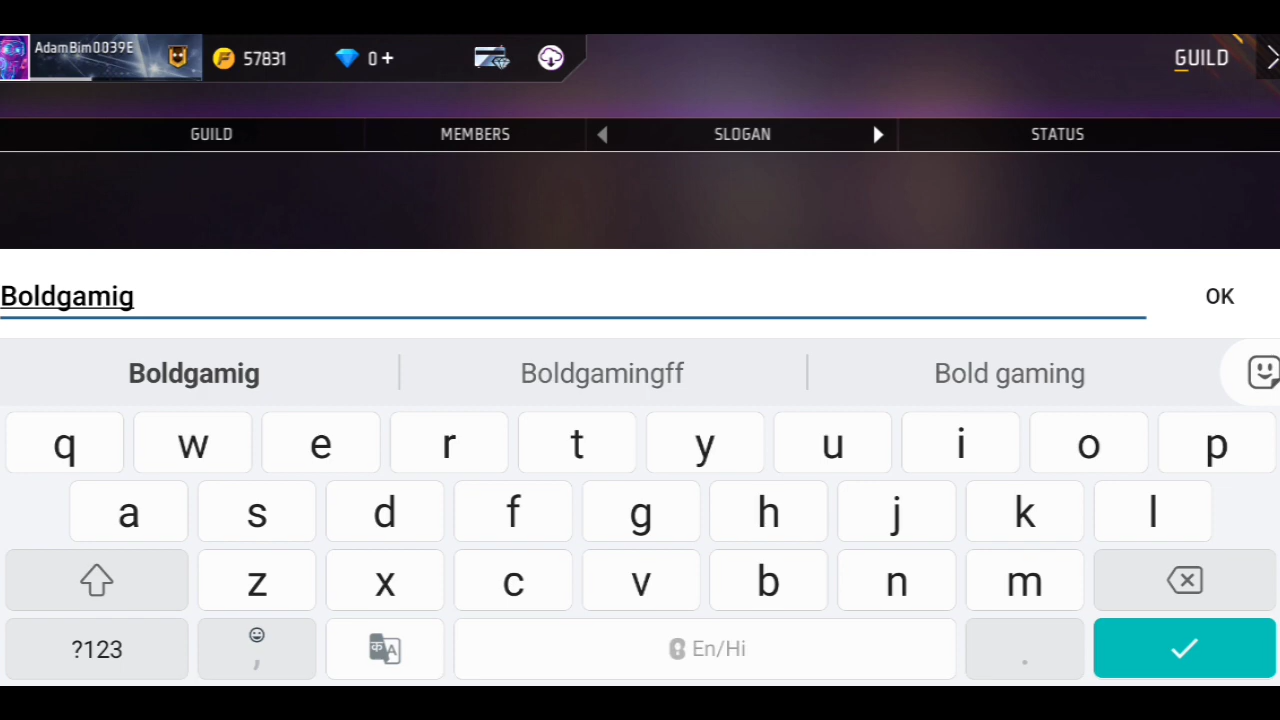 AdamBim0039E
57831
0+
GUILD
GUILD MEMBERS SLOGAN STATUS
Boldgamig
OK
Boldgamig Boldgamingff Bold gaming
q w e r t y u i o p
a s d f g h j k l
z x c v b n m
?123 , क A En/Hi .